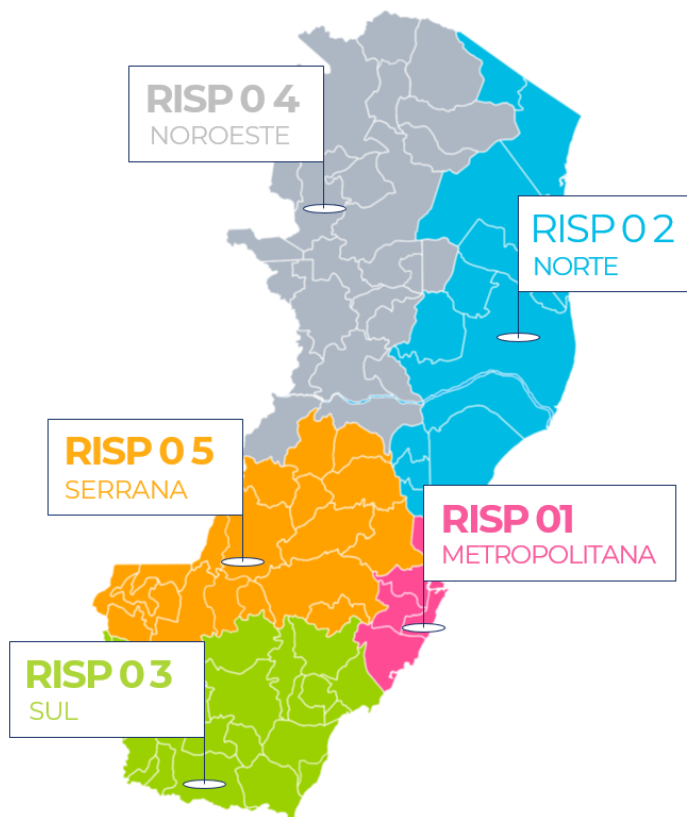 RISP 0 4
NOROESTE
RISP 0 2
NORTE
RISP 0 5
SERRANA
RISP 01
METROPOLITANA
RISP 0 3
SUL